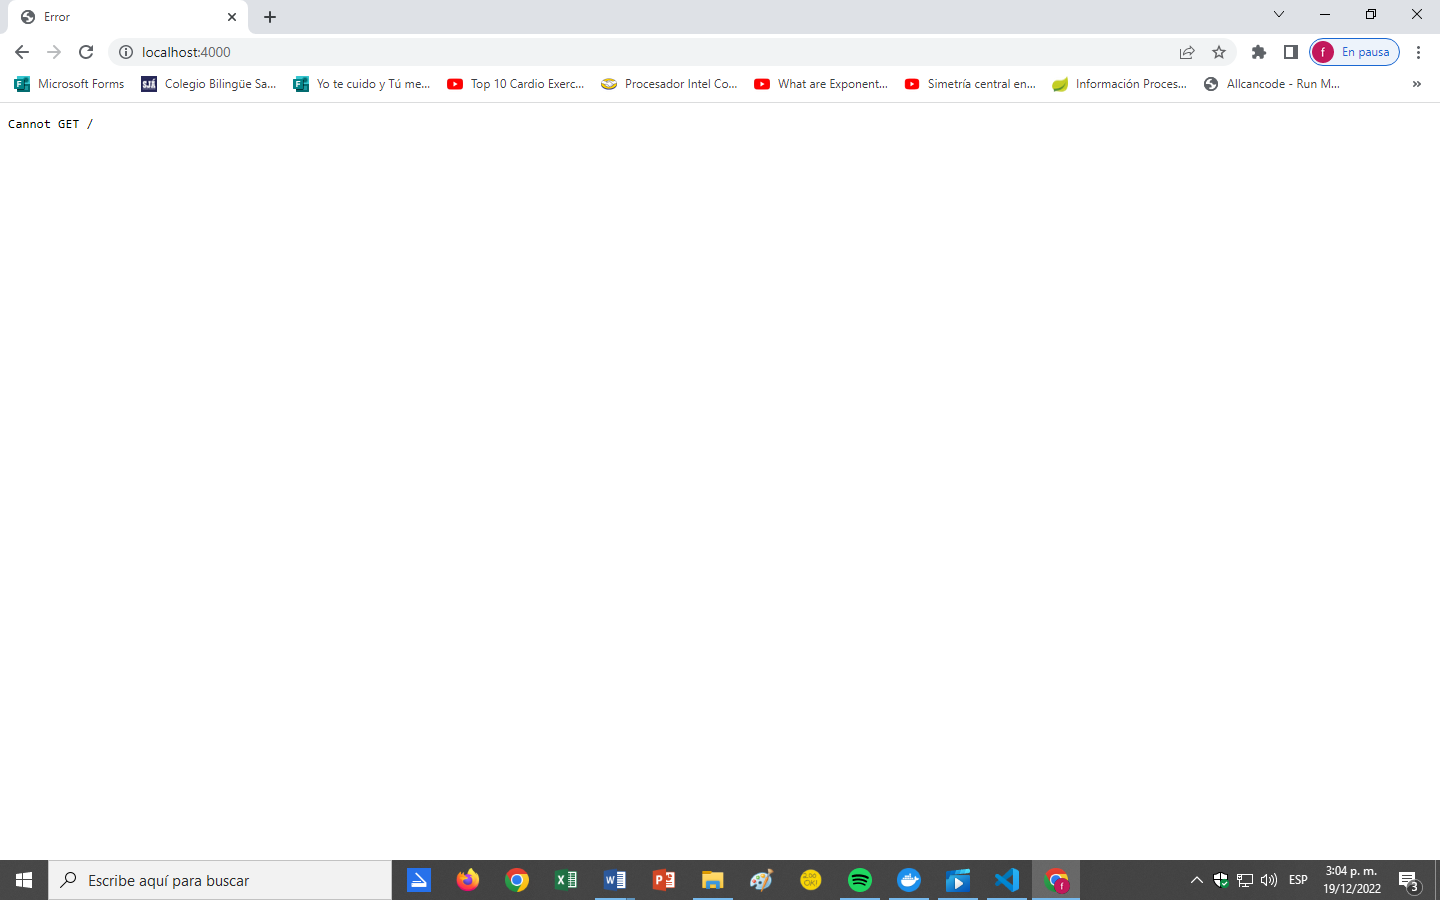 Error
localhost:4000
f
En pausa
Microsoft Forms
SJA
Colegio Bilingüe Sa...
Yo te cuido y Tú me...
Top 10 Cardio Exerc...
Procesador Intel Co...
What are Exponent...
Simetría central en...
Información Proces...
Allcancode - Run M...
»
Cannot GET /
Escribe aquí para buscar
ESP
3:04 p. m.
19/12/2022
3